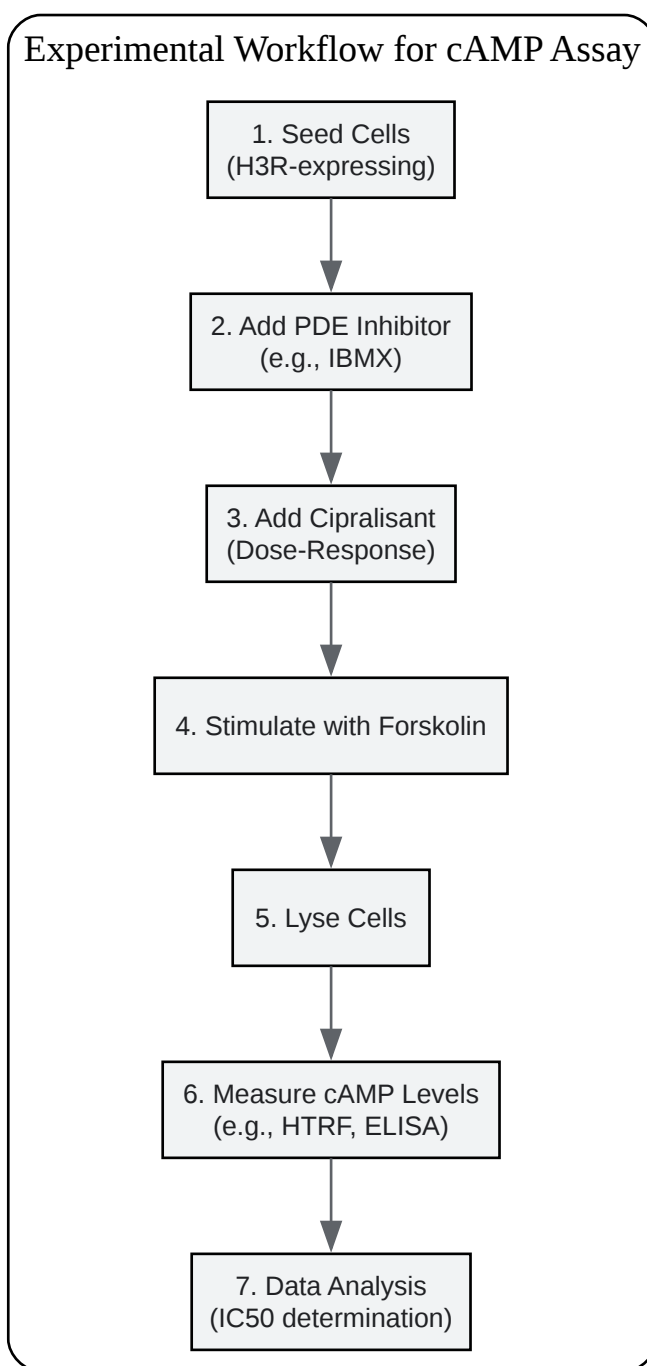 Experimental Workflow for cAMP Assay
1. Seed Cells
(H3R-expressing)
2. Add PDE Inhibitor
(e.g., IBMX)
3. Add Cipralisant
(Dose-Response)
4. Stimulate with Forskolin
5. Lyse Cells
6. Measure cAMP Levels
(e.g., HTRF, ELISA)
7. Data Analysis
(IC50 determination)